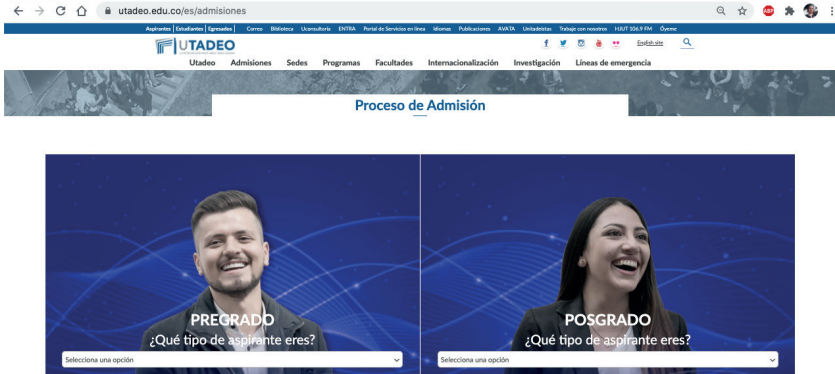 utadeo.edu.co/es/admisiones
ABP
Aspirantes | Estudiantes | Egresados | Correo Biblioteca Uconsultoría ENTRA Portal de Servicios en línea Idiomas Publicaciones AVATA Unitadeístas Trabaje con nosotros HJUT 106.9 FM Óyeme
UTADEO
English site
Utadeo Admisiones Sedes Programas Facultades Internacionalización Investigación Líneas de emergencia
Proceso de Admisión
PREGRADO
¿Qué tipo de aspirante eres?
Selecciona una opción
POSGRADO
¿Qué tipo de aspirante eres?
Selecciona una opción